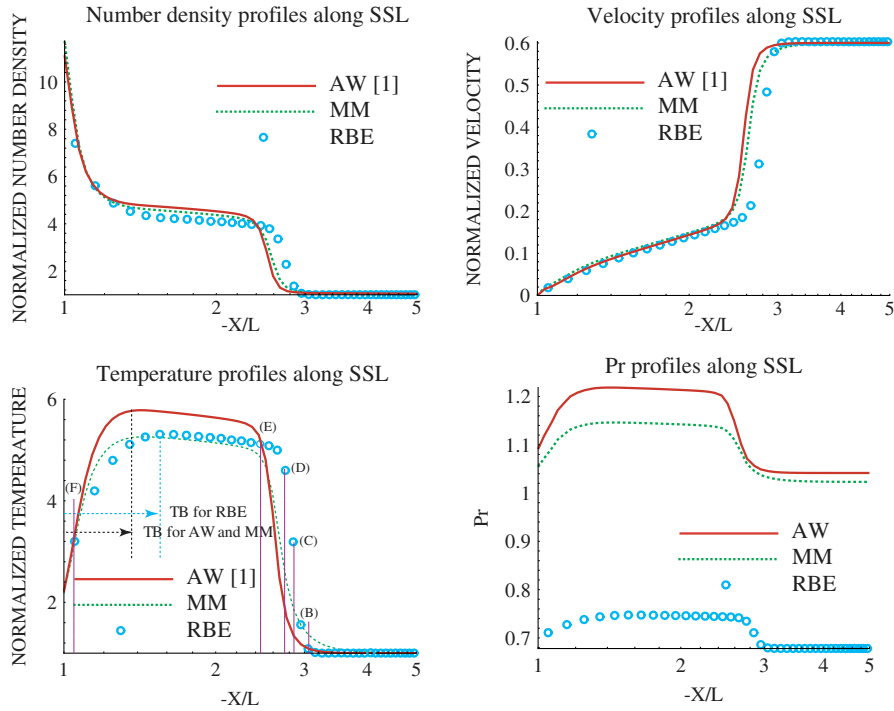 Number density profiles along SSL
NORMALIZED NUMBER DENSITY
10
8
6
4
2
AW [1]
MM
RBE
1 2 3 4 5
-X/L
Velocity profiles along SSL
NORMALIZED VELOCITY
0.6
0.5
0.4
0.3
0.2
0.1
0
AW [1]
MM
RBE
1 2 3 4 5
-X/L
Temperature profiles along SSL
NORMALIZED TEMPERATURE
6
4
2
(F)
(E)
(D)
(C)
(B)
TB for RBE
TB for AW and MM
AW [1]
MM
RBE
1 2 3 4 5
-X/L
Pr profiles along SSL
Pr
1.2
1.1
1
1.2
0.9
0.8
0.7
AW
MM
RBE
1 2 3 4 5
-X/L